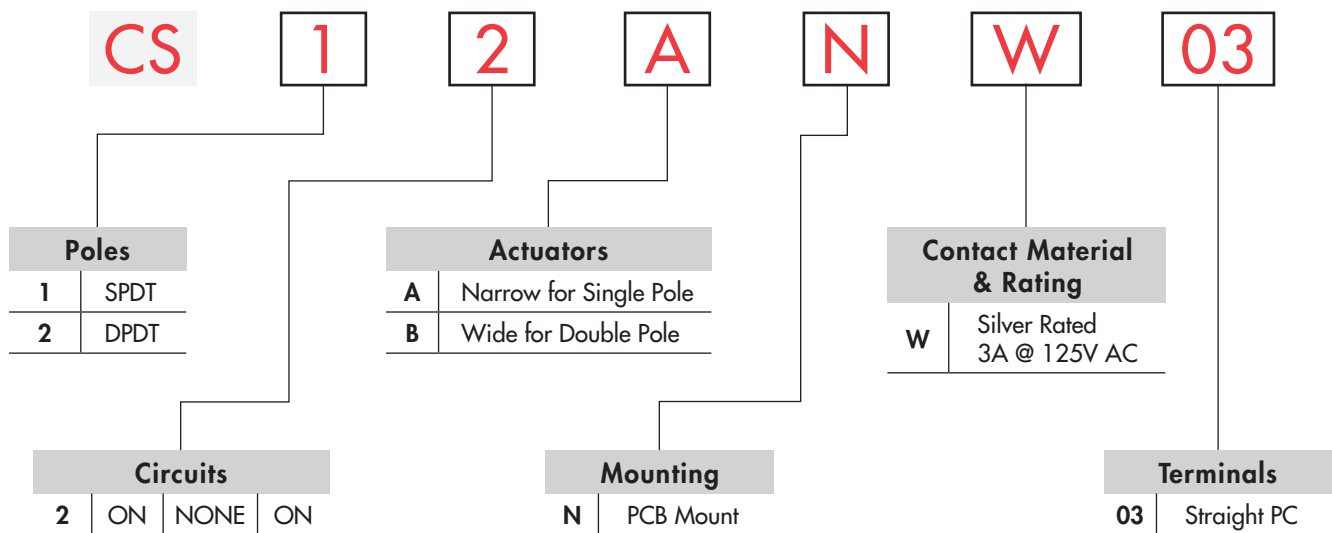 CS 1 2 A N W 03
Poles
1 SPDT
2 DPDT
Actuators
A Narrow for Single Pole
B Wide for Double Pole
Contact Material
& Rating
W Silver Rated
3A @ 125V AC
Circuits
2 ON NONE ON
Mounting
N PCB Mount
Terminals
03 Straight PC